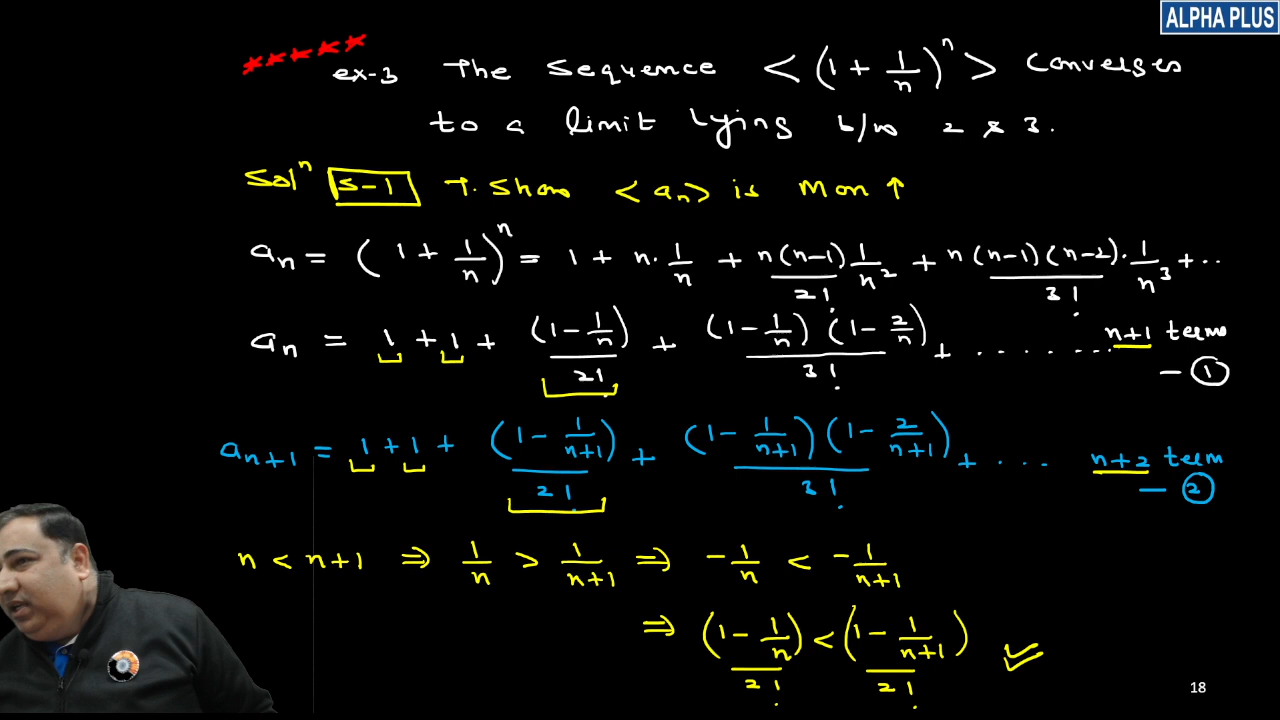 ALPHA PLUS
***** ex-3 The sequence <(1 + 1/n)^n> converges
to a limit lying b/w 2 & 3.
Sol^n S-1 T. Show <a_n> is Mon ↑
a_n = (1 + 1/n)^n = 1 + n. 1/n + n(n-1)/2! 1/n^2 + n(n-1)(n-2)/3! . 1/n^3 + ..
a_n = 1 + 1 + (1 - 1/n)/2! + (1 - 1/n)(1 - 2/n)/3! + ........ n+1 terms
- ①
a_n+1 = 1 + 1 + (1 - 1/n+1)/2! + (1 - 1/n+1)(1 - 2/n+1)/3! + ... n+2 term
- ②
n < n+1 ⇒ 1/n > 1/n+1 ⇒ -1/n < -1/n+1
⇒ (1 - 1/n)/2! < (1 - 1/n+1)/2!
18